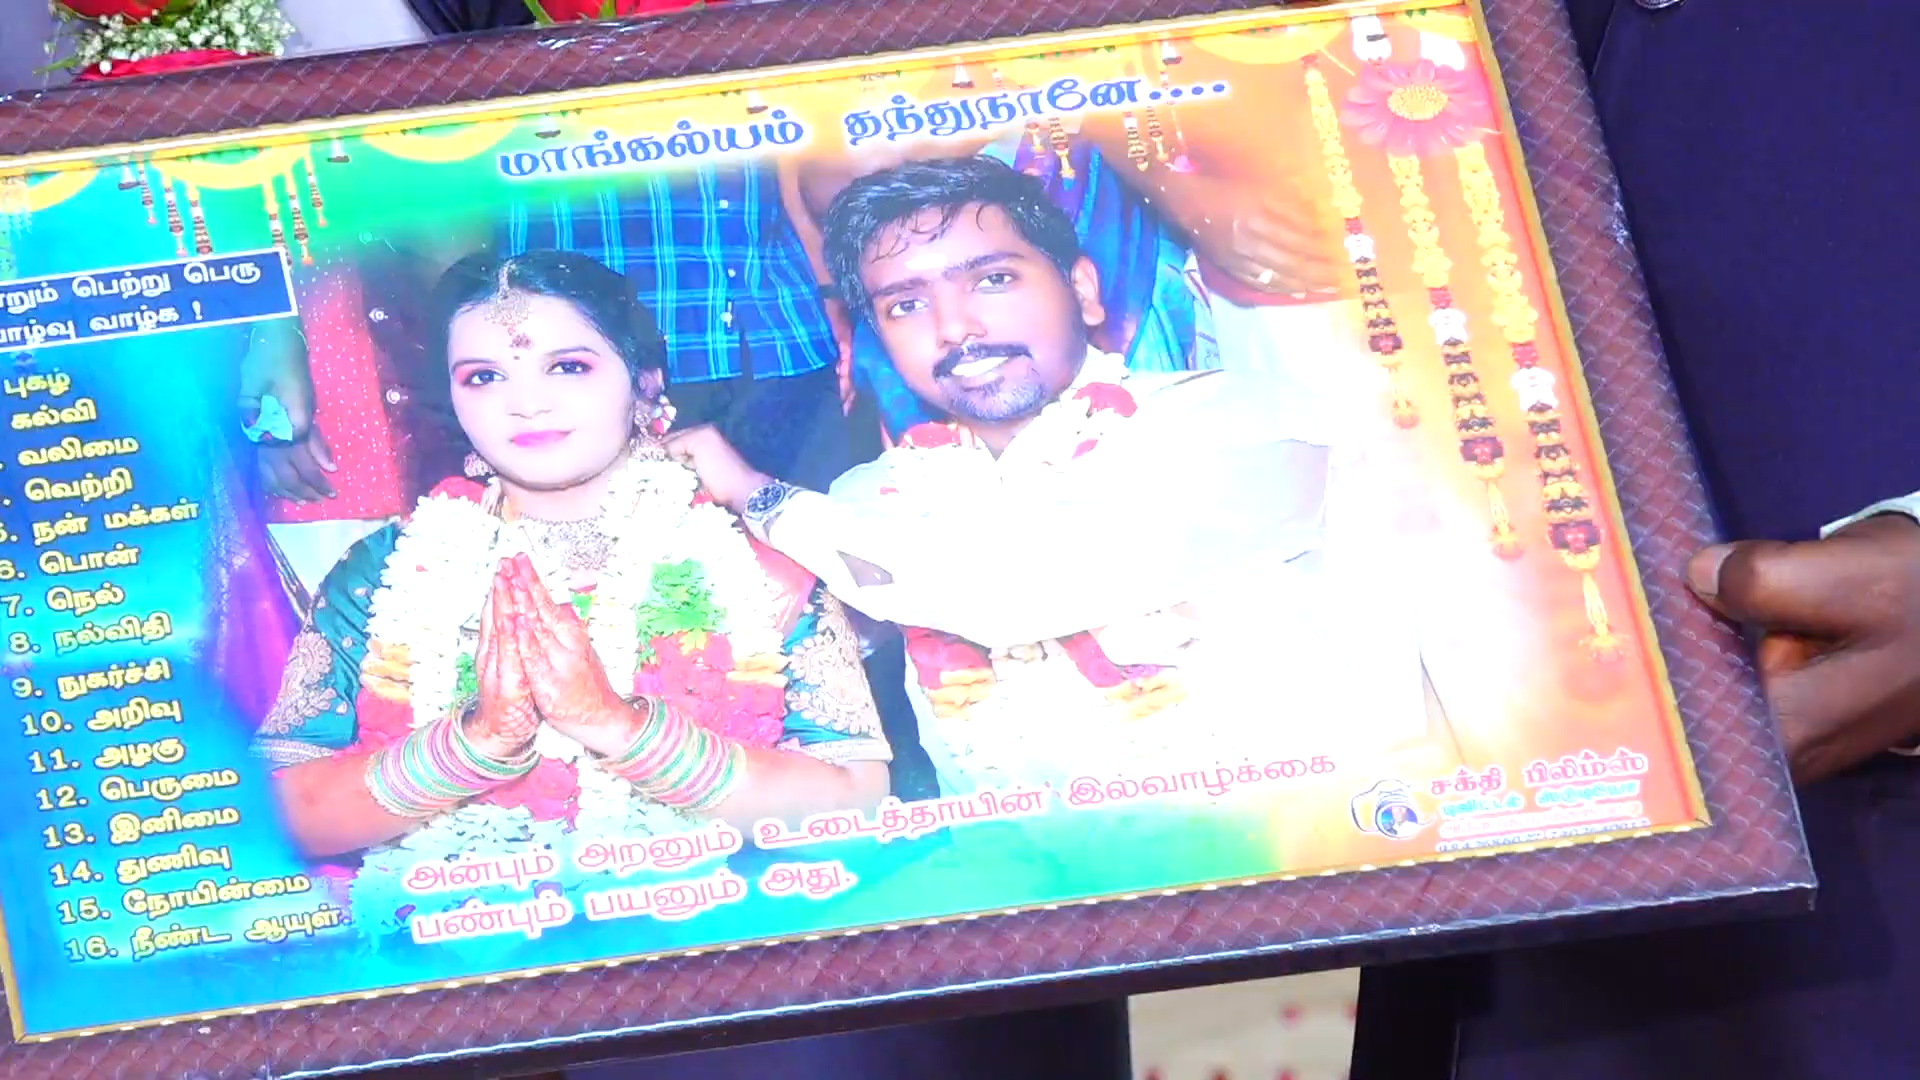 மாங்கல்யம் தந்துநானே....
பெற்று பெரு
வாழ்வு வாழ்க !
புகழ்
கல்வி
வலிமை
வெற்றி
நன் மக்கள்
6. பொன்
7. நெல்
8. நல்விதி
9. நுகர்ச்சி
10. அறிவு
11. அழகு
12. பெருமை
13. இனிமை
14. துணிவு
15. நோயின்மை
16. நீண்ட ஆயுள்.
அன்பும் அறனும் உடைத்தாயின் இல்வாழ்க்கை
பண்பும் பயனும் அது.
சக்தி பிலிம்ஸ்